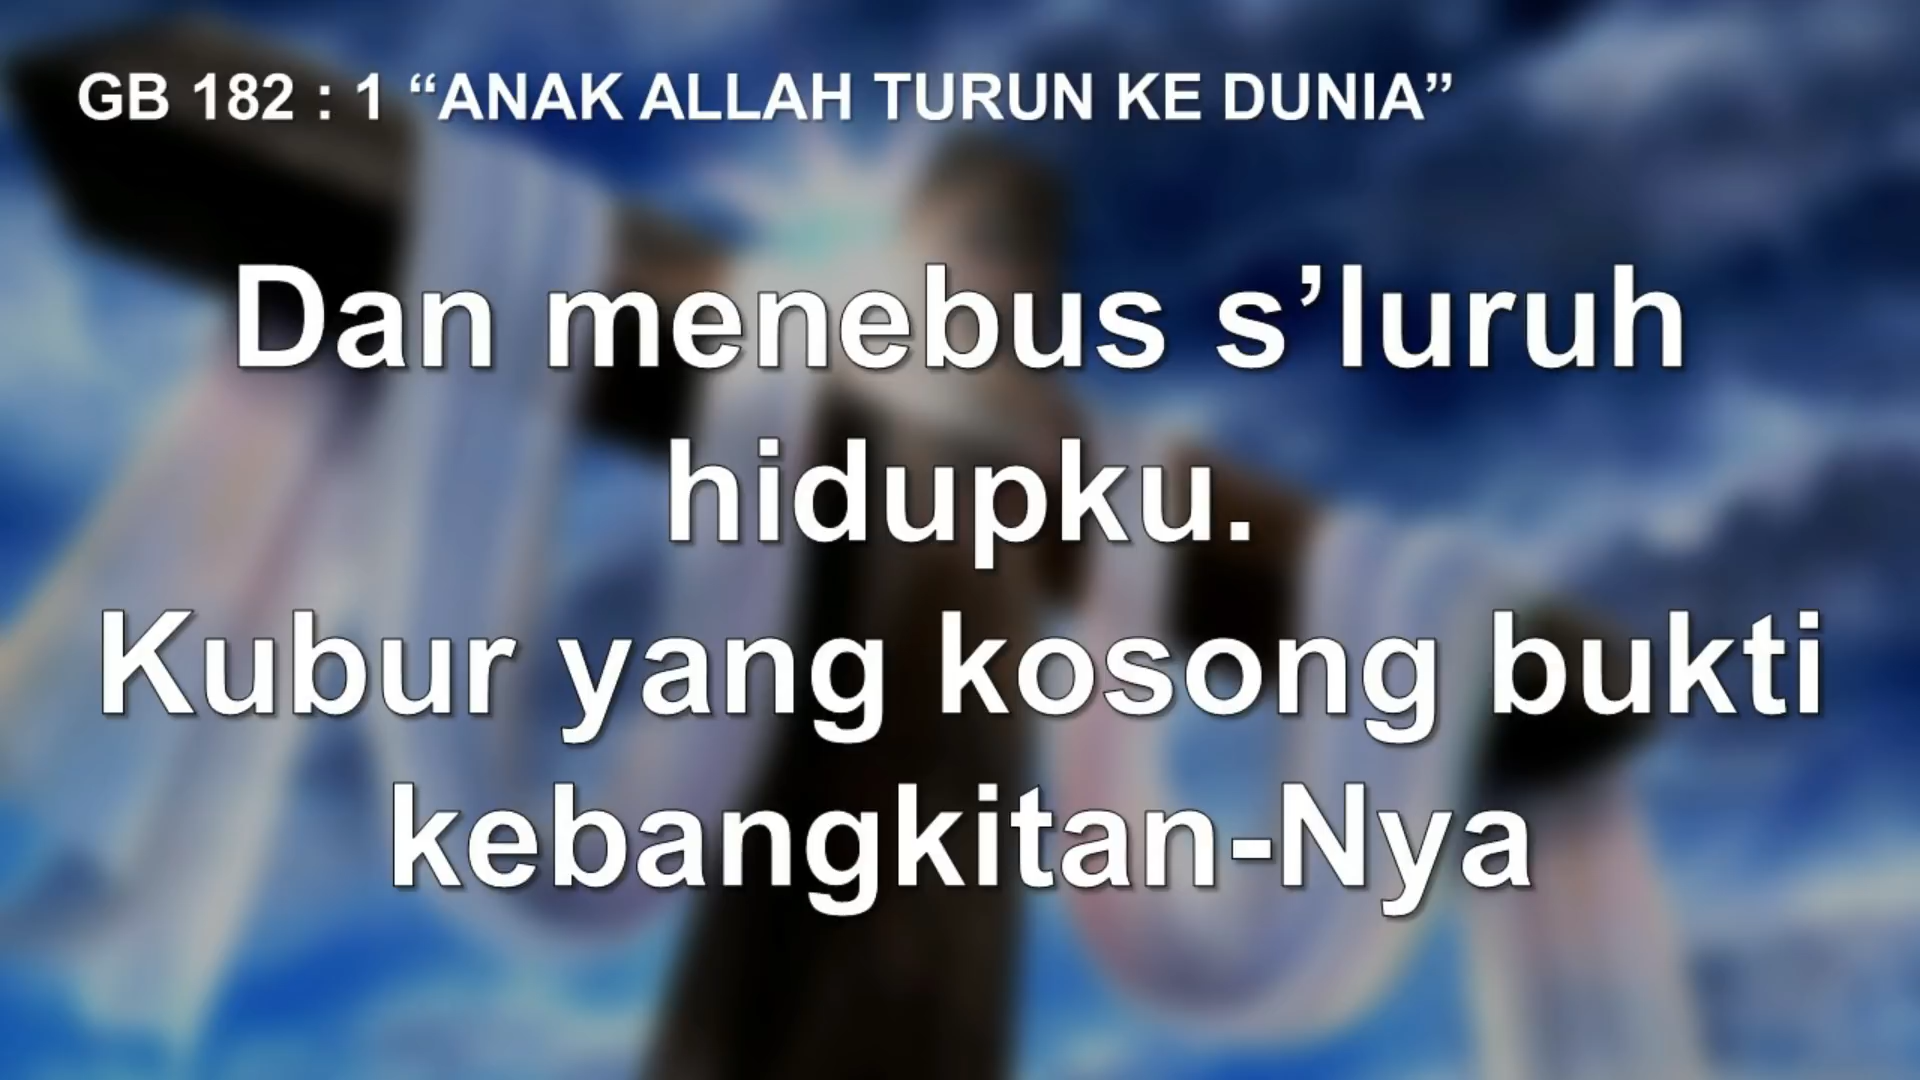 GB 182 : 1 “ANAK ALLAH TURUN KE DUNIA”
Dan menebus s’luruh
hidupku.
Kubur yang kosong bukti
kebangkitan-Nya